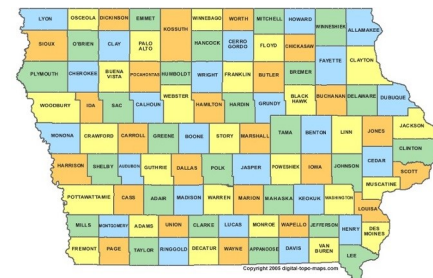 LYON OSCEOLA DICKINSON EMMET WINNEBAGO WORTH MITCHELL HOWARD WINNESHIEK ALLAMAKEE
KOSSUTH
SIOUX O'BRIEN CLAY PALO ALTO HANCOCK CERRO GORDO FLOYD CHICKASAW
FAYETTE CLAYTON
PLYMOUTH CHEROKEE BUENA VISTA POCAHONTAS HUMBOLDT WRIGHT FRANKLIN BUTLER BREMER
WOODBURY IDA SAC CALHOUN WEBSTER HAMILTON HARDIN GRUNDY BLACK HAWK BUCHANAN DELAWARE DUBUQUE
MONONA CRAWFORD CARROLL GREENE BOONE STORY MARSHALL TAMA BENTON LINN JONES JACKSON
CLINTON
HARRISON SHELBY AUDUBON GUTHRIE DALLAS POLK JASPER POWESHIEK IOWA JOHNSON CEDAR SCOTT
MUSCATINE
POTTAWATTAMIE CASS ADAIR MADISON WARREN MARION MAHASKA KEOKUK WASHINGTON LOUISA
MILLS MONTGOMERY ADAMS UNION CLARKE LUCAS MONROE WAPELLO JEFFERSON HENRY DES MOINES
FREMONT PAGE TAYLOR RINGGOLD DECATUR WAYNE APPANOOSE DAVIS VAN BUREN LEE
Copyright 2005 digital-topo-maps.com